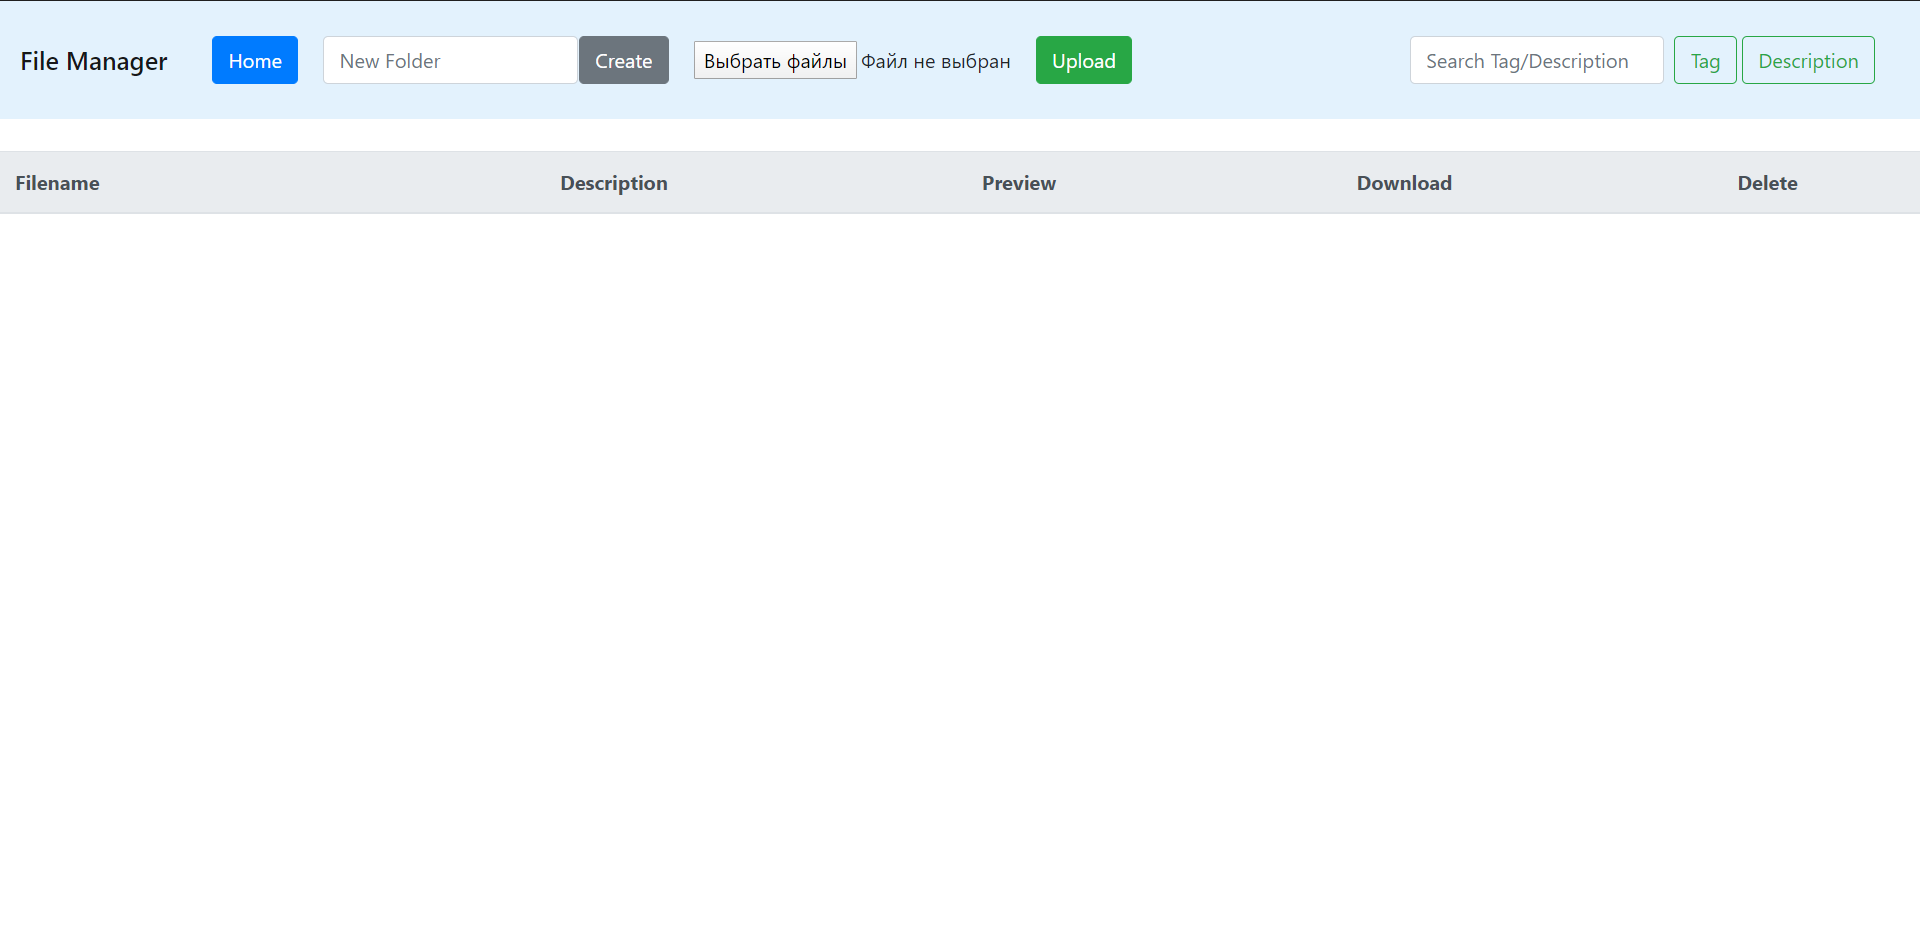 File Manager Home New Folder Create Выбрать файлы Файл не выбран Upload Search Tag/Description Tag Description
Filename Description Preview Download Delete